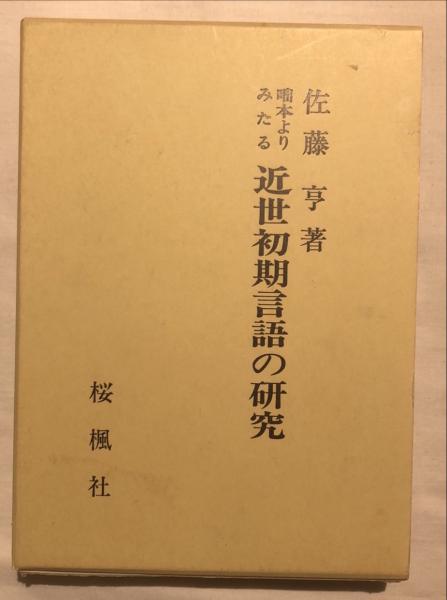 佐藤亨著
噺本より
みたる
近世初期言語の研究
桜楓社